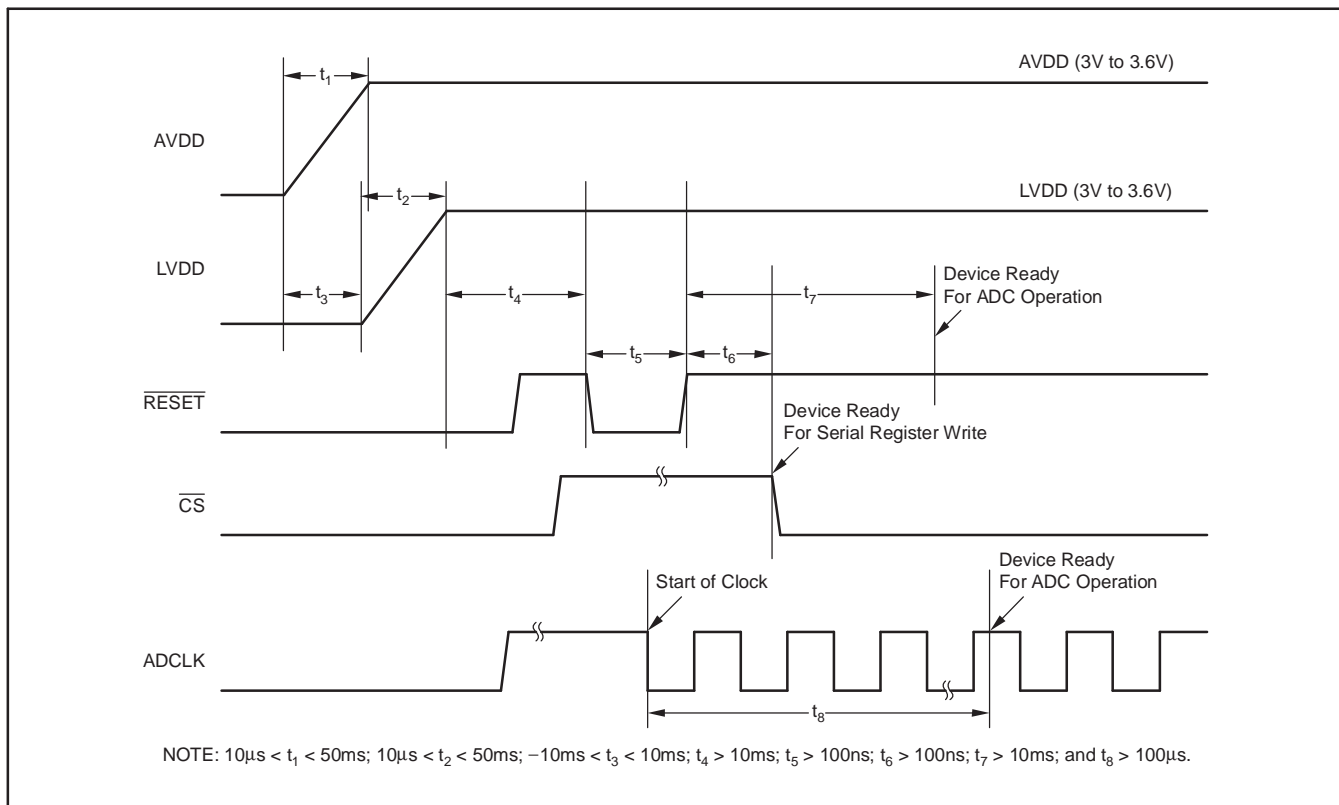 t1
AVDD (3V to 3.6V)
AVDD
t2
LVDD (3V to 3.6V)
LVDD
t3
t4
t7
Device Ready
For ADC Operation
t5
t6
RESET
Device Ready
For Serial Register Write
CS
Start of Clock
Device Ready
For ADC Operation
ADCLK
t8
NOTE: 10μs < t1 < 50ms; 10μs < t2 < 50ms; −10ms < t3 < 10ms; t4 > 10ms; t5 > 100ns; t6 > 100ns; t7 > 10ms; and t8 > 100μs.